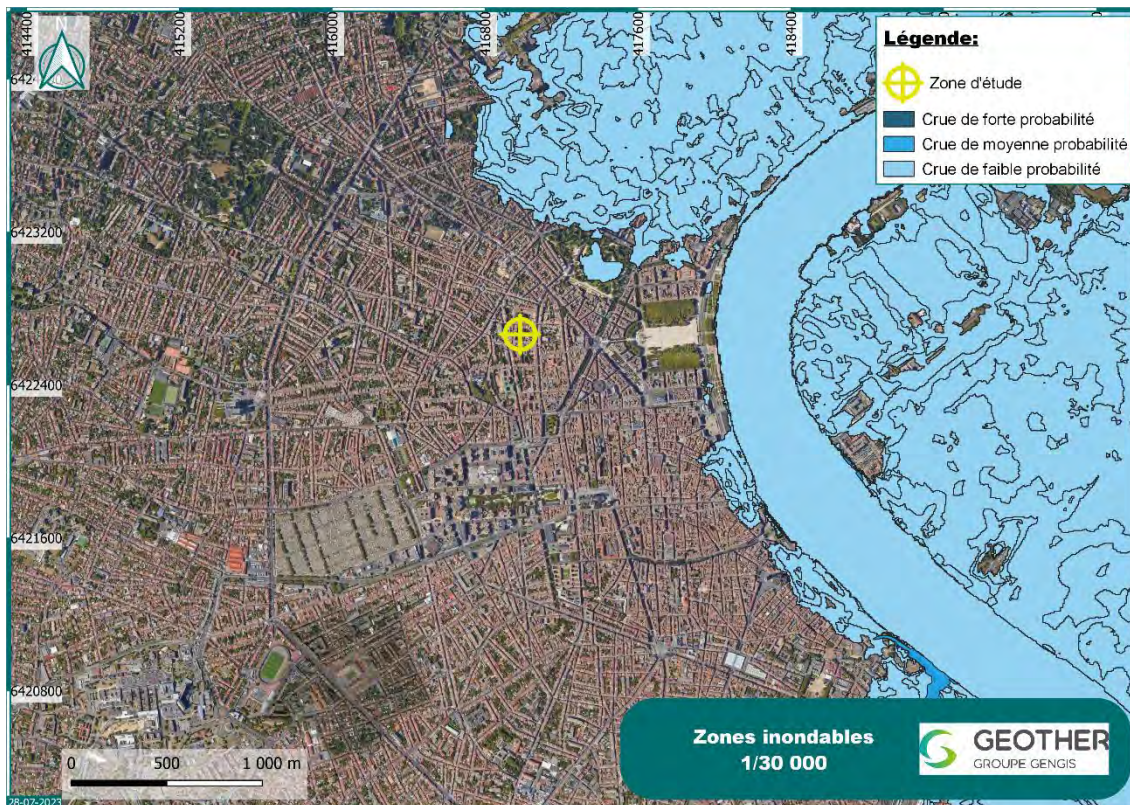 414400
415200
416000
416800
417600
418400
N
Légende:
Zone d'étude
Crue de forte probabilité
Crue de moyenne probabilité
Crue de faible probabilité
6423200
6422400
6421600
6420800
0 500 1 000 m
Zones inondables
1/30 000
GEOTHER
GROUPE GENGIS
28-07-2023